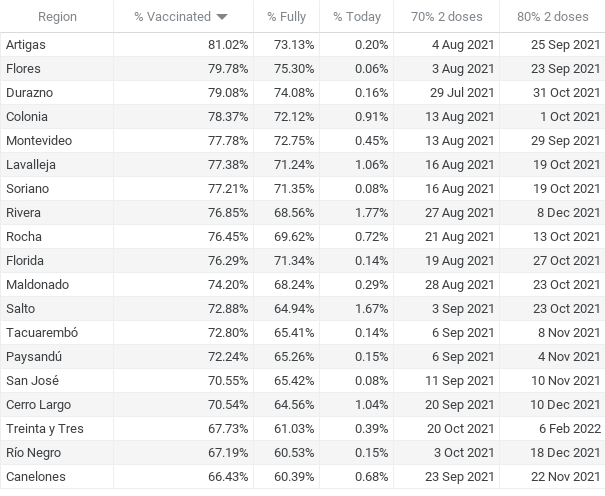 Region % Vaccinated % Fully % Today 70% 2 doses 80% 2 doses
Artigas 81.02% 73.13% 0.20% 4 Aug 2021 25 Sep 2021
Flores 79.78% 75.30% 0.06% 3 Aug 2021 23 Sep 2021
Durazno 79.08% 74.08% 0.16% 29 Jul 2021 31 Oct 2021
Colonia 78.37% 72.12% 0.91% 13 Aug 2021 1 Oct 2021
Montevideo 77.78% 72.75% 0.45% 13 Aug 2021 29 Sep 2021
Lavalleja 77.38% 71.24% 1.06% 16 Aug 2021 19 Oct 2021
Soriano 77.21% 71.35% 0.08% 16 Aug 2021 19 Oct 2021
Rivera 76.85% 68.56% 1.77% 27 Aug 2021 8 Dec 2021
Rocha 76.45% 69.62% 0.72% 21 Aug 2021 13 Oct 2021
Florida 76.29% 71.34% 0.14% 19 Aug 2021 27 Oct 2021
Maldonado 74.20% 68.24% 0.29% 28 Aug 2021 23 Oct 2021
Salto 72.88% 64.94% 1.67% 3 Sep 2021 23 Oct 2021
Tacuarembó 72.80% 65.41% 0.14% 6 Sep 2021 8 Nov 2021
Paysandú 72.24% 65.26% 0.15% 6 Sep 2021 4 Nov 2021
San José 70.55% 65.42% 0.08% 11 Sep 2021 10 Nov 2021
Cerro Largo 70.54% 64.56% 1.04% 20 Sep 2021 10 Dec 2021
Treinta y Tres 67.73% 61.03% 0.39% 20 Oct 2021 6 Feb 2022
Río Negro 67.19% 60.53% 0.15% 3 Oct 2021 18 Dec 2021
Canelones 66.43% 60.39% 0.68% 23 Sep 2021 22 Nov 2021